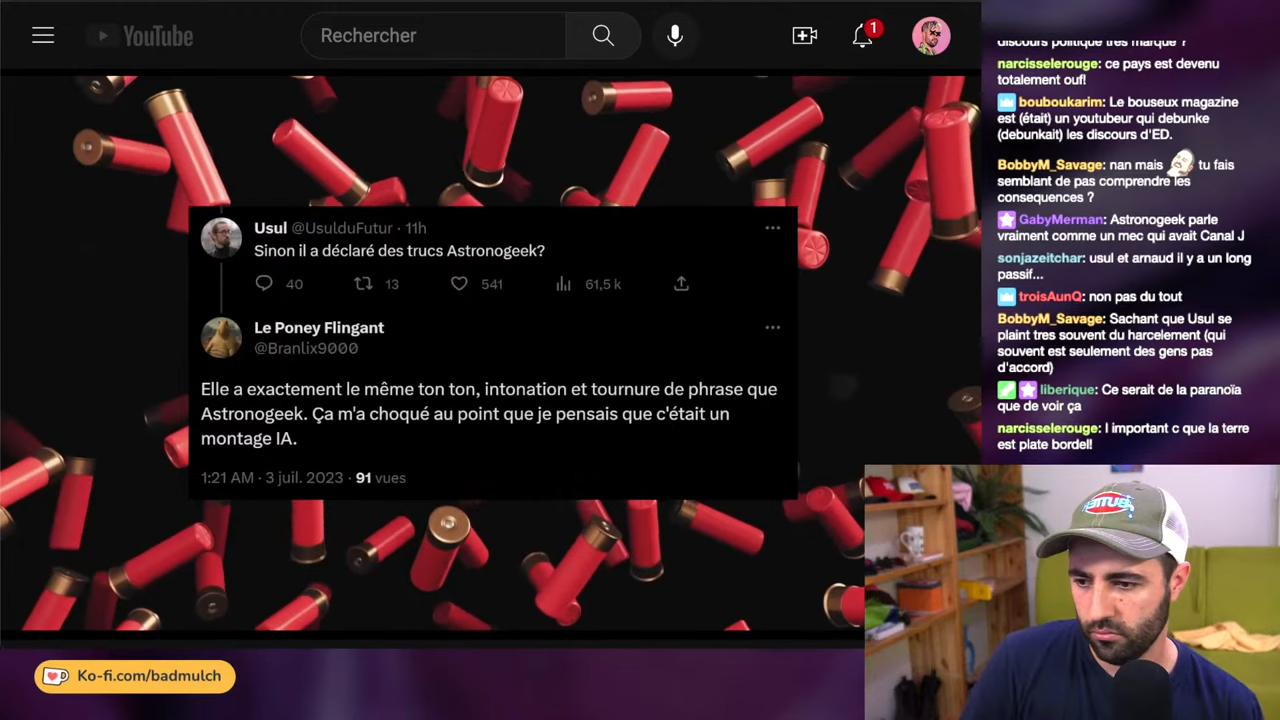 YouTube
Rechercher
1
Usul @UsulduFutur · 11h
Sinon il a déclaré des trucs Astronogeek?
40 13 541 61,5 k
Le Poney Flingant
@Branlix9000
Elle a exactement le même ton ton, intonation et tournure de phrase que
Astronogeek. Ça m'a choqué au point que je pensais que c'était un
montage IA.
1:21 AM · 3 juil. 2023 · 91 vues
discours politique très marqué ?
narcisselerouge: ce pays est devenu
totalement ouf!
bouboukarim: Le bouseux magazine
est (était) un youtubeur qui debunke
(debunkait) les discours d'ED.
BobbyM_Savage: nan mais tu fais
semblant de pas comprendre les
consequences ?
GabyMerman: Astronogeek parle
vraiment comme un mec qui avait Canal J
sonjazeitchar: usul et arnaud il y a un long
passif...
troisAunQ: non pas du tout
BobbyM_Savage: Sachant que Usul se
plaint tres souvent du harcelement (qui
souvent est seulement des gens pas
d'accord)
liberique: Ce serait de la paranoïa
que de voir ça
narcisselerouge: l important c que la terre
est plate bordel!
Ko-fi.com/badmulch